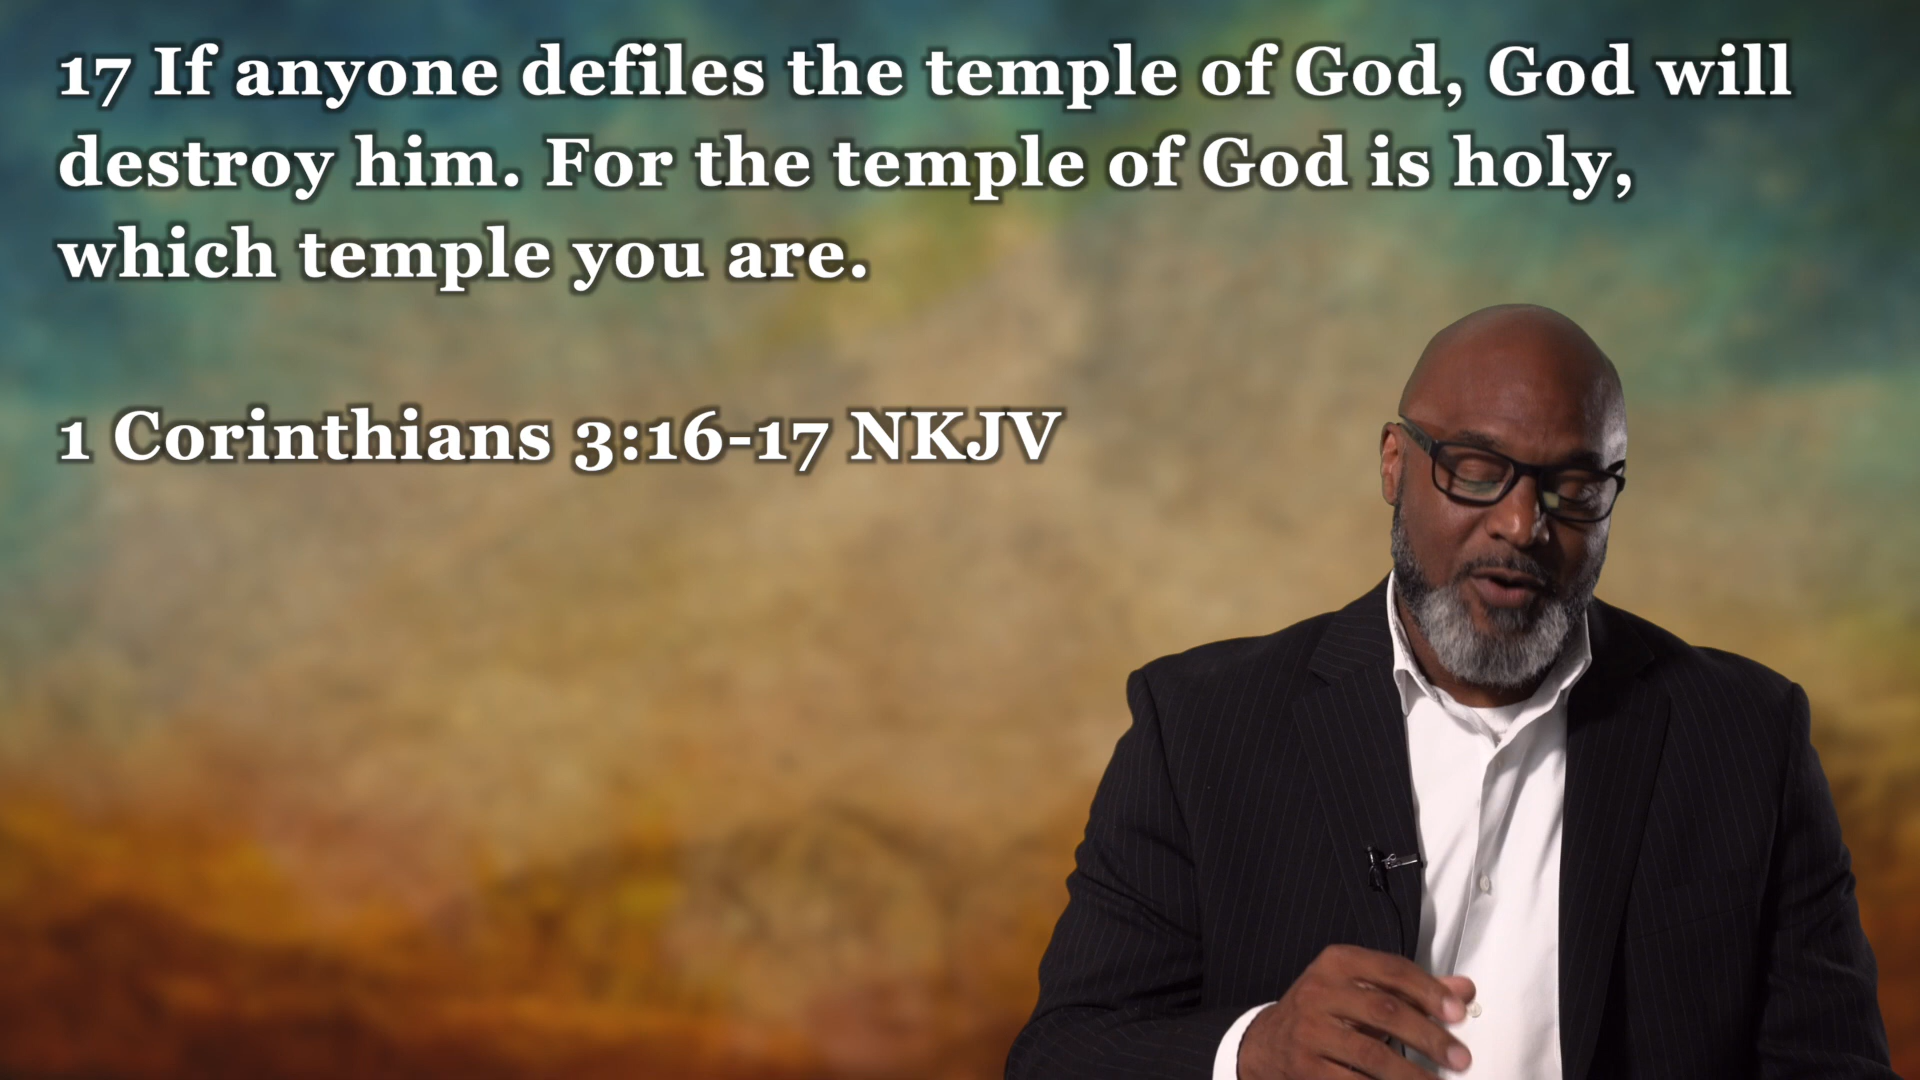 17 If anyone defiles the temple of God, God will
destroy him. For the temple of God is holy,
which temple you are.
1 Corinthians 3:16-17 NKJV